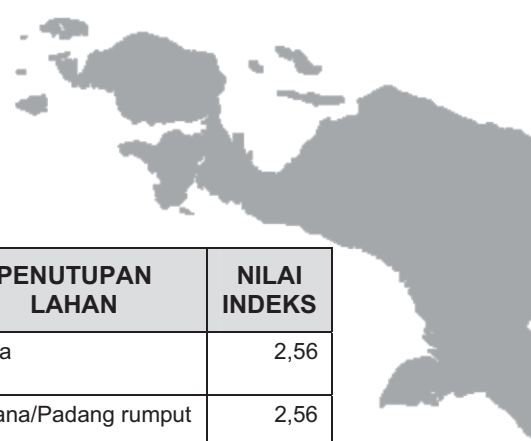 PENUTUPAN
LAHAN
NILAI
INDEKS
a
2,56
ana/Padang rumput
2,56